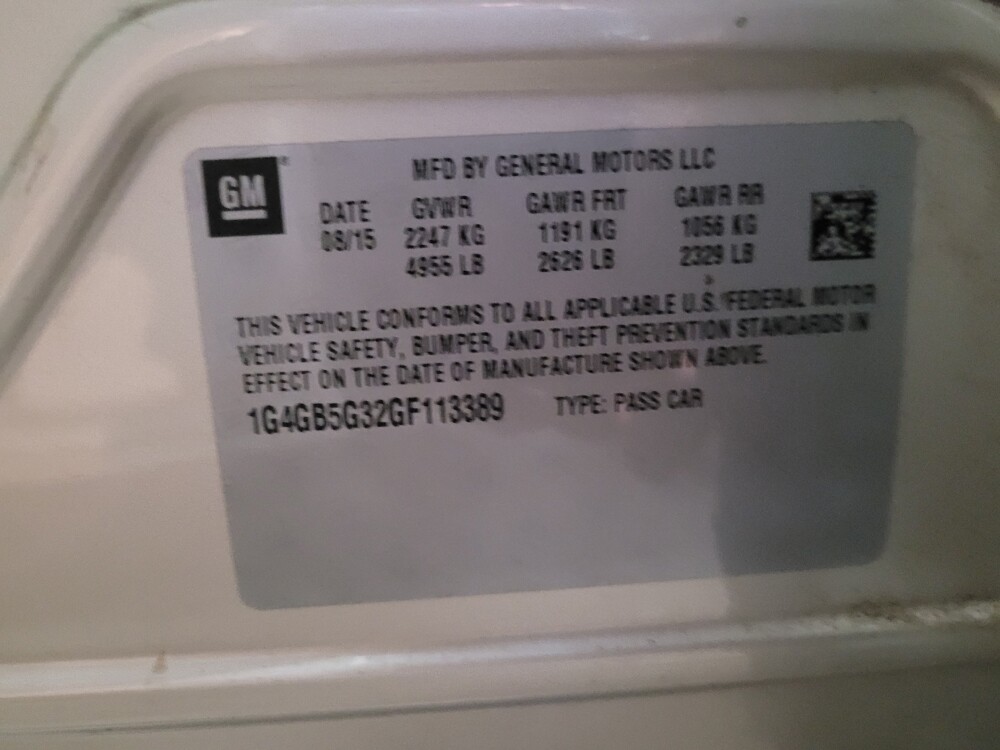 GM
MFD BY GENERAL MOTORS LLC
DATE GVWR GAWR FRT GAWR RR
08/15 2247 KG 1191 KG 1056 KG
4955 LB 2626 LB 2329 LB
THIS VEHICLE CONFORMS TO ALL APPLICABLE U.S. FEDERAL MOTOR
VEHICLE SAFETY, BUMPER, AND THEFT PREVENTION STANDARDS IN
EFFECT ON THE DATE OF MANUFACTURE SHOWN ABOVE.
1G4GB5G32GF113389 TYPE: PASS CAR